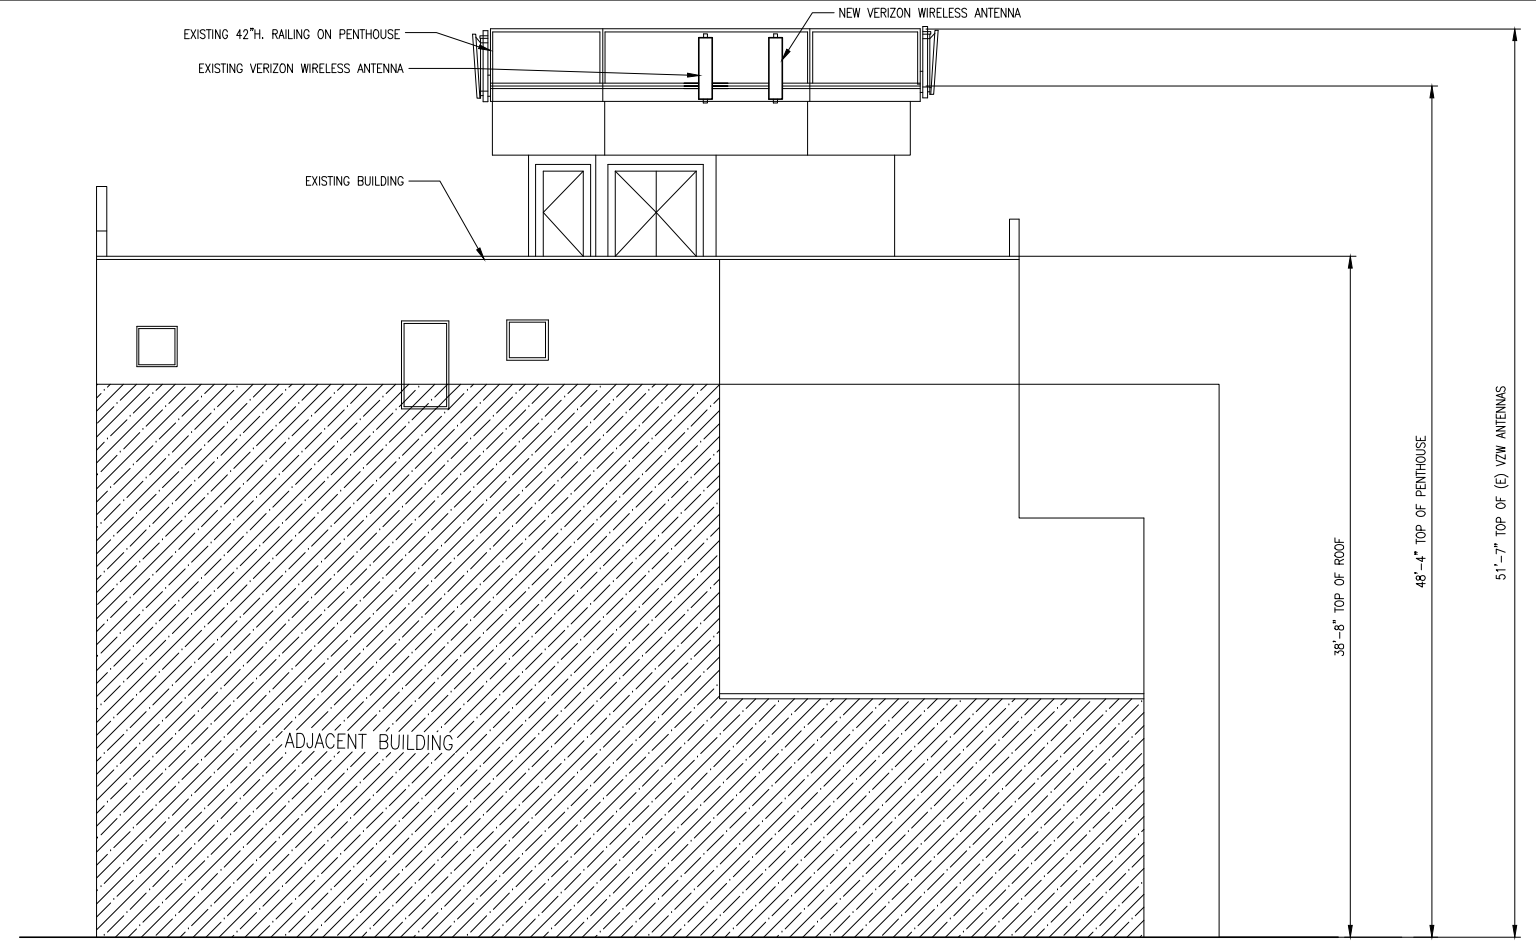 NEW VERIZON WIRELESS ANTENNA
EXISTING 42"H. RAILING ON PENTHOUSE
EXISTING VERIZON WIRELESS ANTENNA
EXISTING BUILDING
ADJACENT BUILDING
38'-8" TOP OF ROOF
48'-4" TOP OF PENTHOUSE
51'-7" TOP OF (E) VZW ANTENNAS